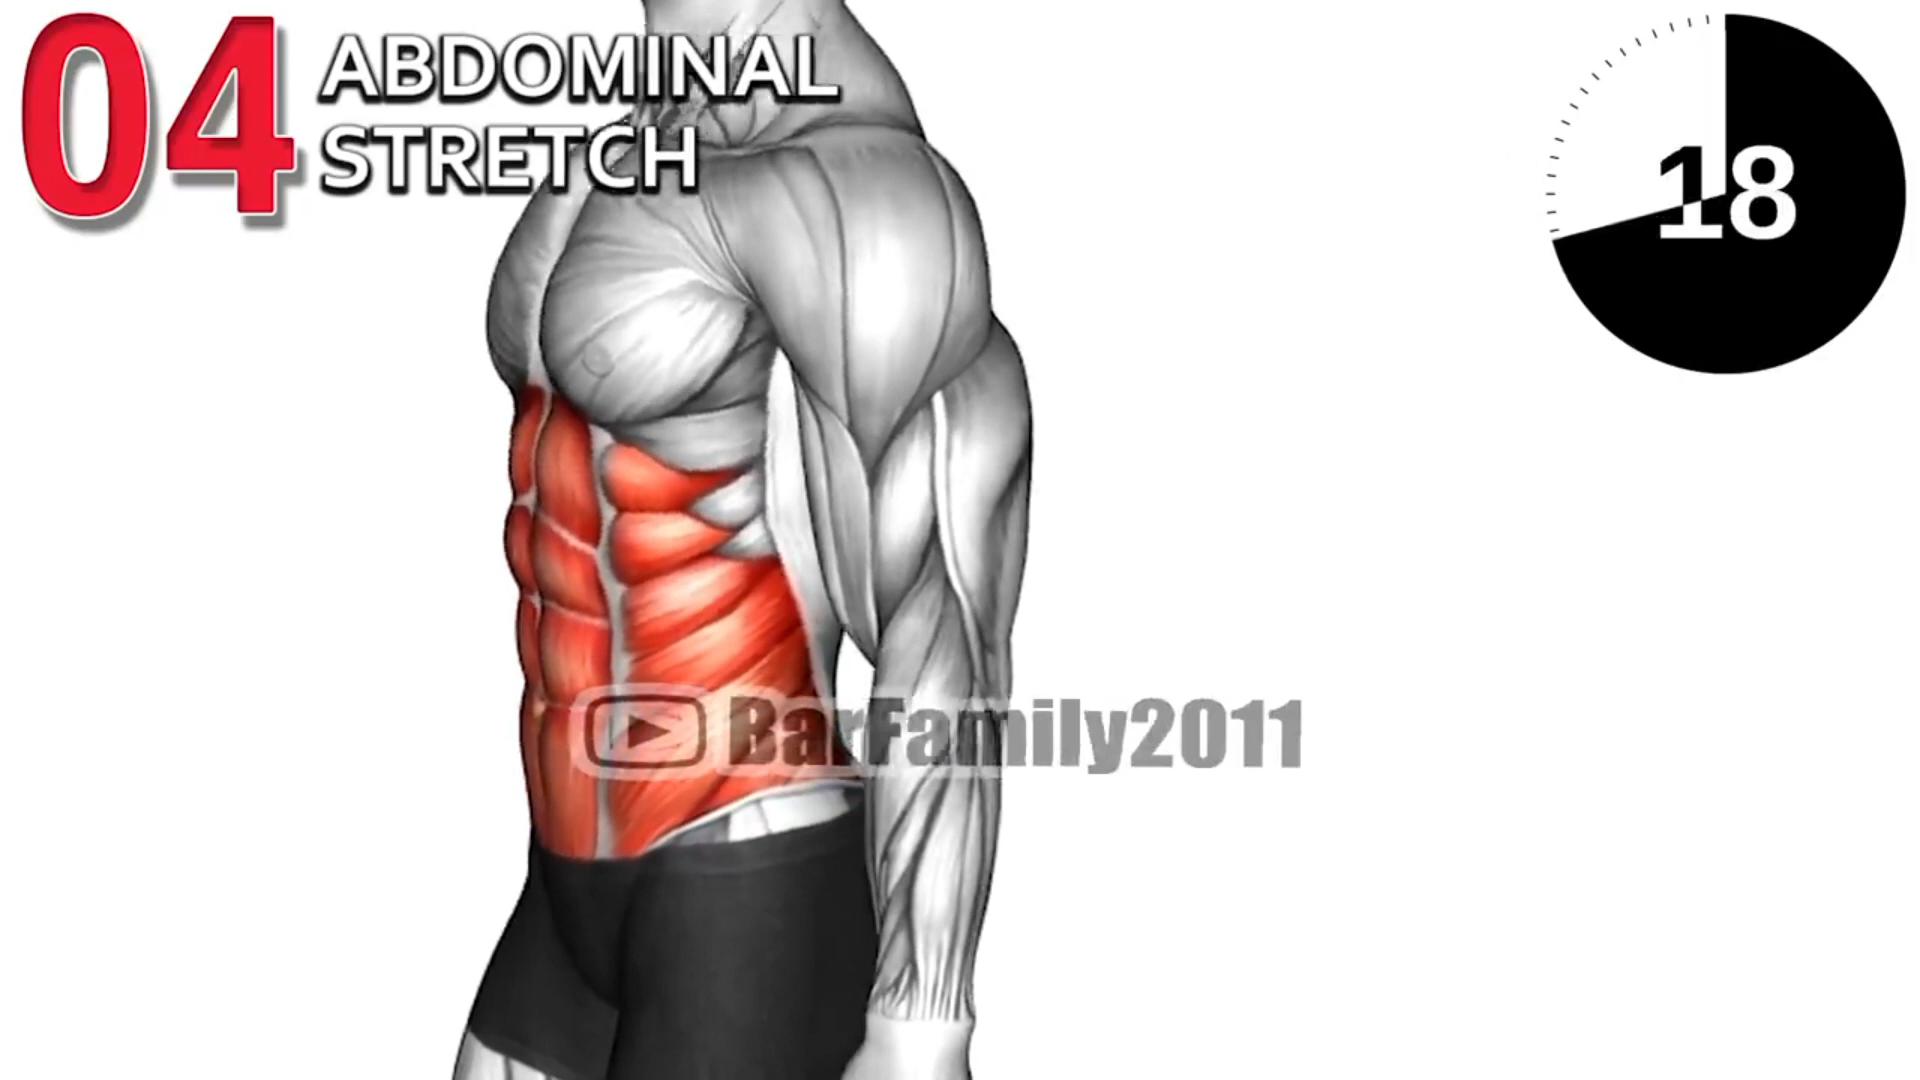 04
ABDOMINAL
STRETCH
18
BarFamily2011